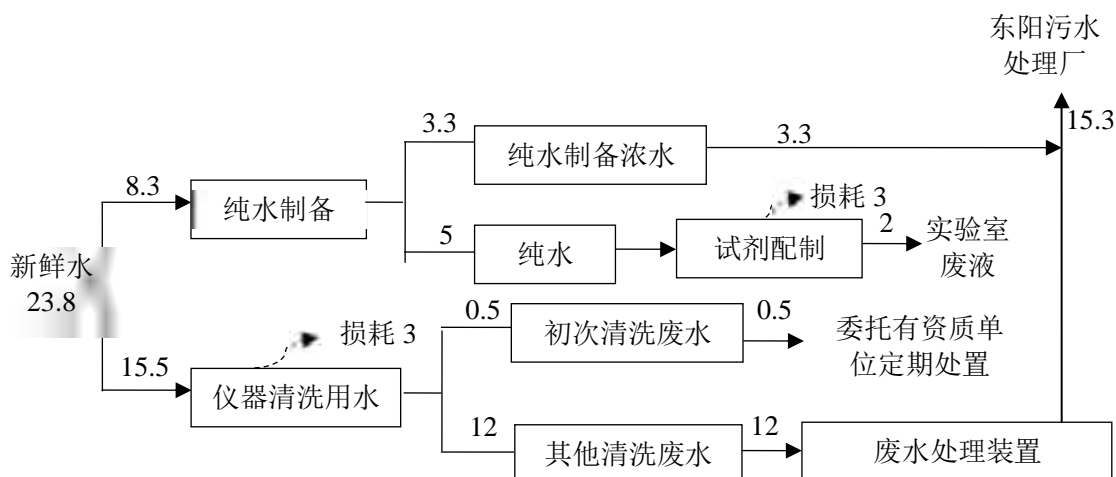 东阳污水
处理厂
15.3
3.3
纯水制备浓水
3.3
8.3
纯水制备
损耗 3
5
纯水
试剂配制
2
实验室
废液
新鲜水
23.8
0.5
初次清洗废水
0.5
委托有资质单
位定期处置
损耗 3
15.5
仪器清洗用水
12
其他清洗废水
12
废水处理装置